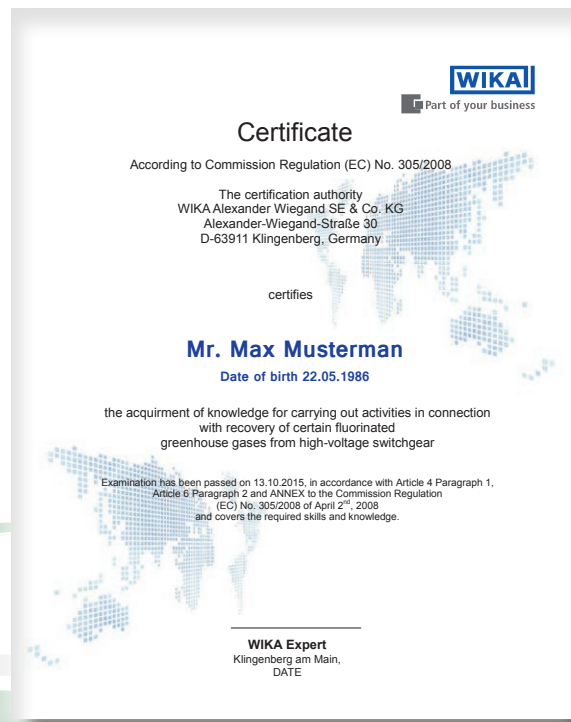 WIKAI
Part of your business
Certificate
According to Commission Regulation (EC) No. 305/2008
The certification authority
WIKA Alexander Wiegand SE & Co. KG
Alexander-Wiegand-Straße 30
D-63911 Klingenberg, Germany
certifies
Mr. Max Musterman
Date of birth 22.05.1986
the acquirment of knowledge for carrying out activities in connection
with recovery of certain fluorinated
greenhouse gases from high-voltage switchgear
Examination has been passed on 13.10.2015, in accordance with Article 4 Paragraph 1,
Article 6 Paragraph 2 and ANNEX to the Commission Regulation
(EC) No. 305/2008 of April 2nd, 2008
and covers the required skills and knowledge.
WIKA Expert
Klingenberg am Main,
DATE